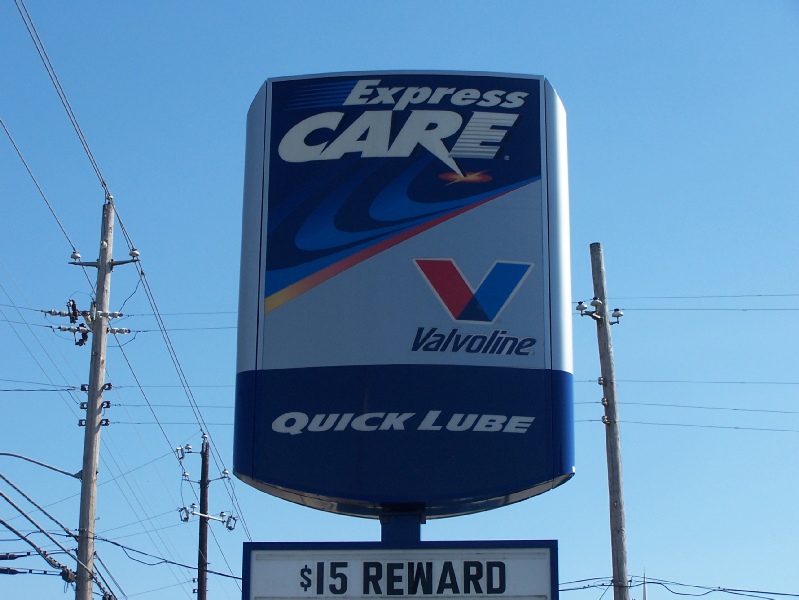 Express
CARE
Valvoline
QUICK LUBE
$15 REWARD